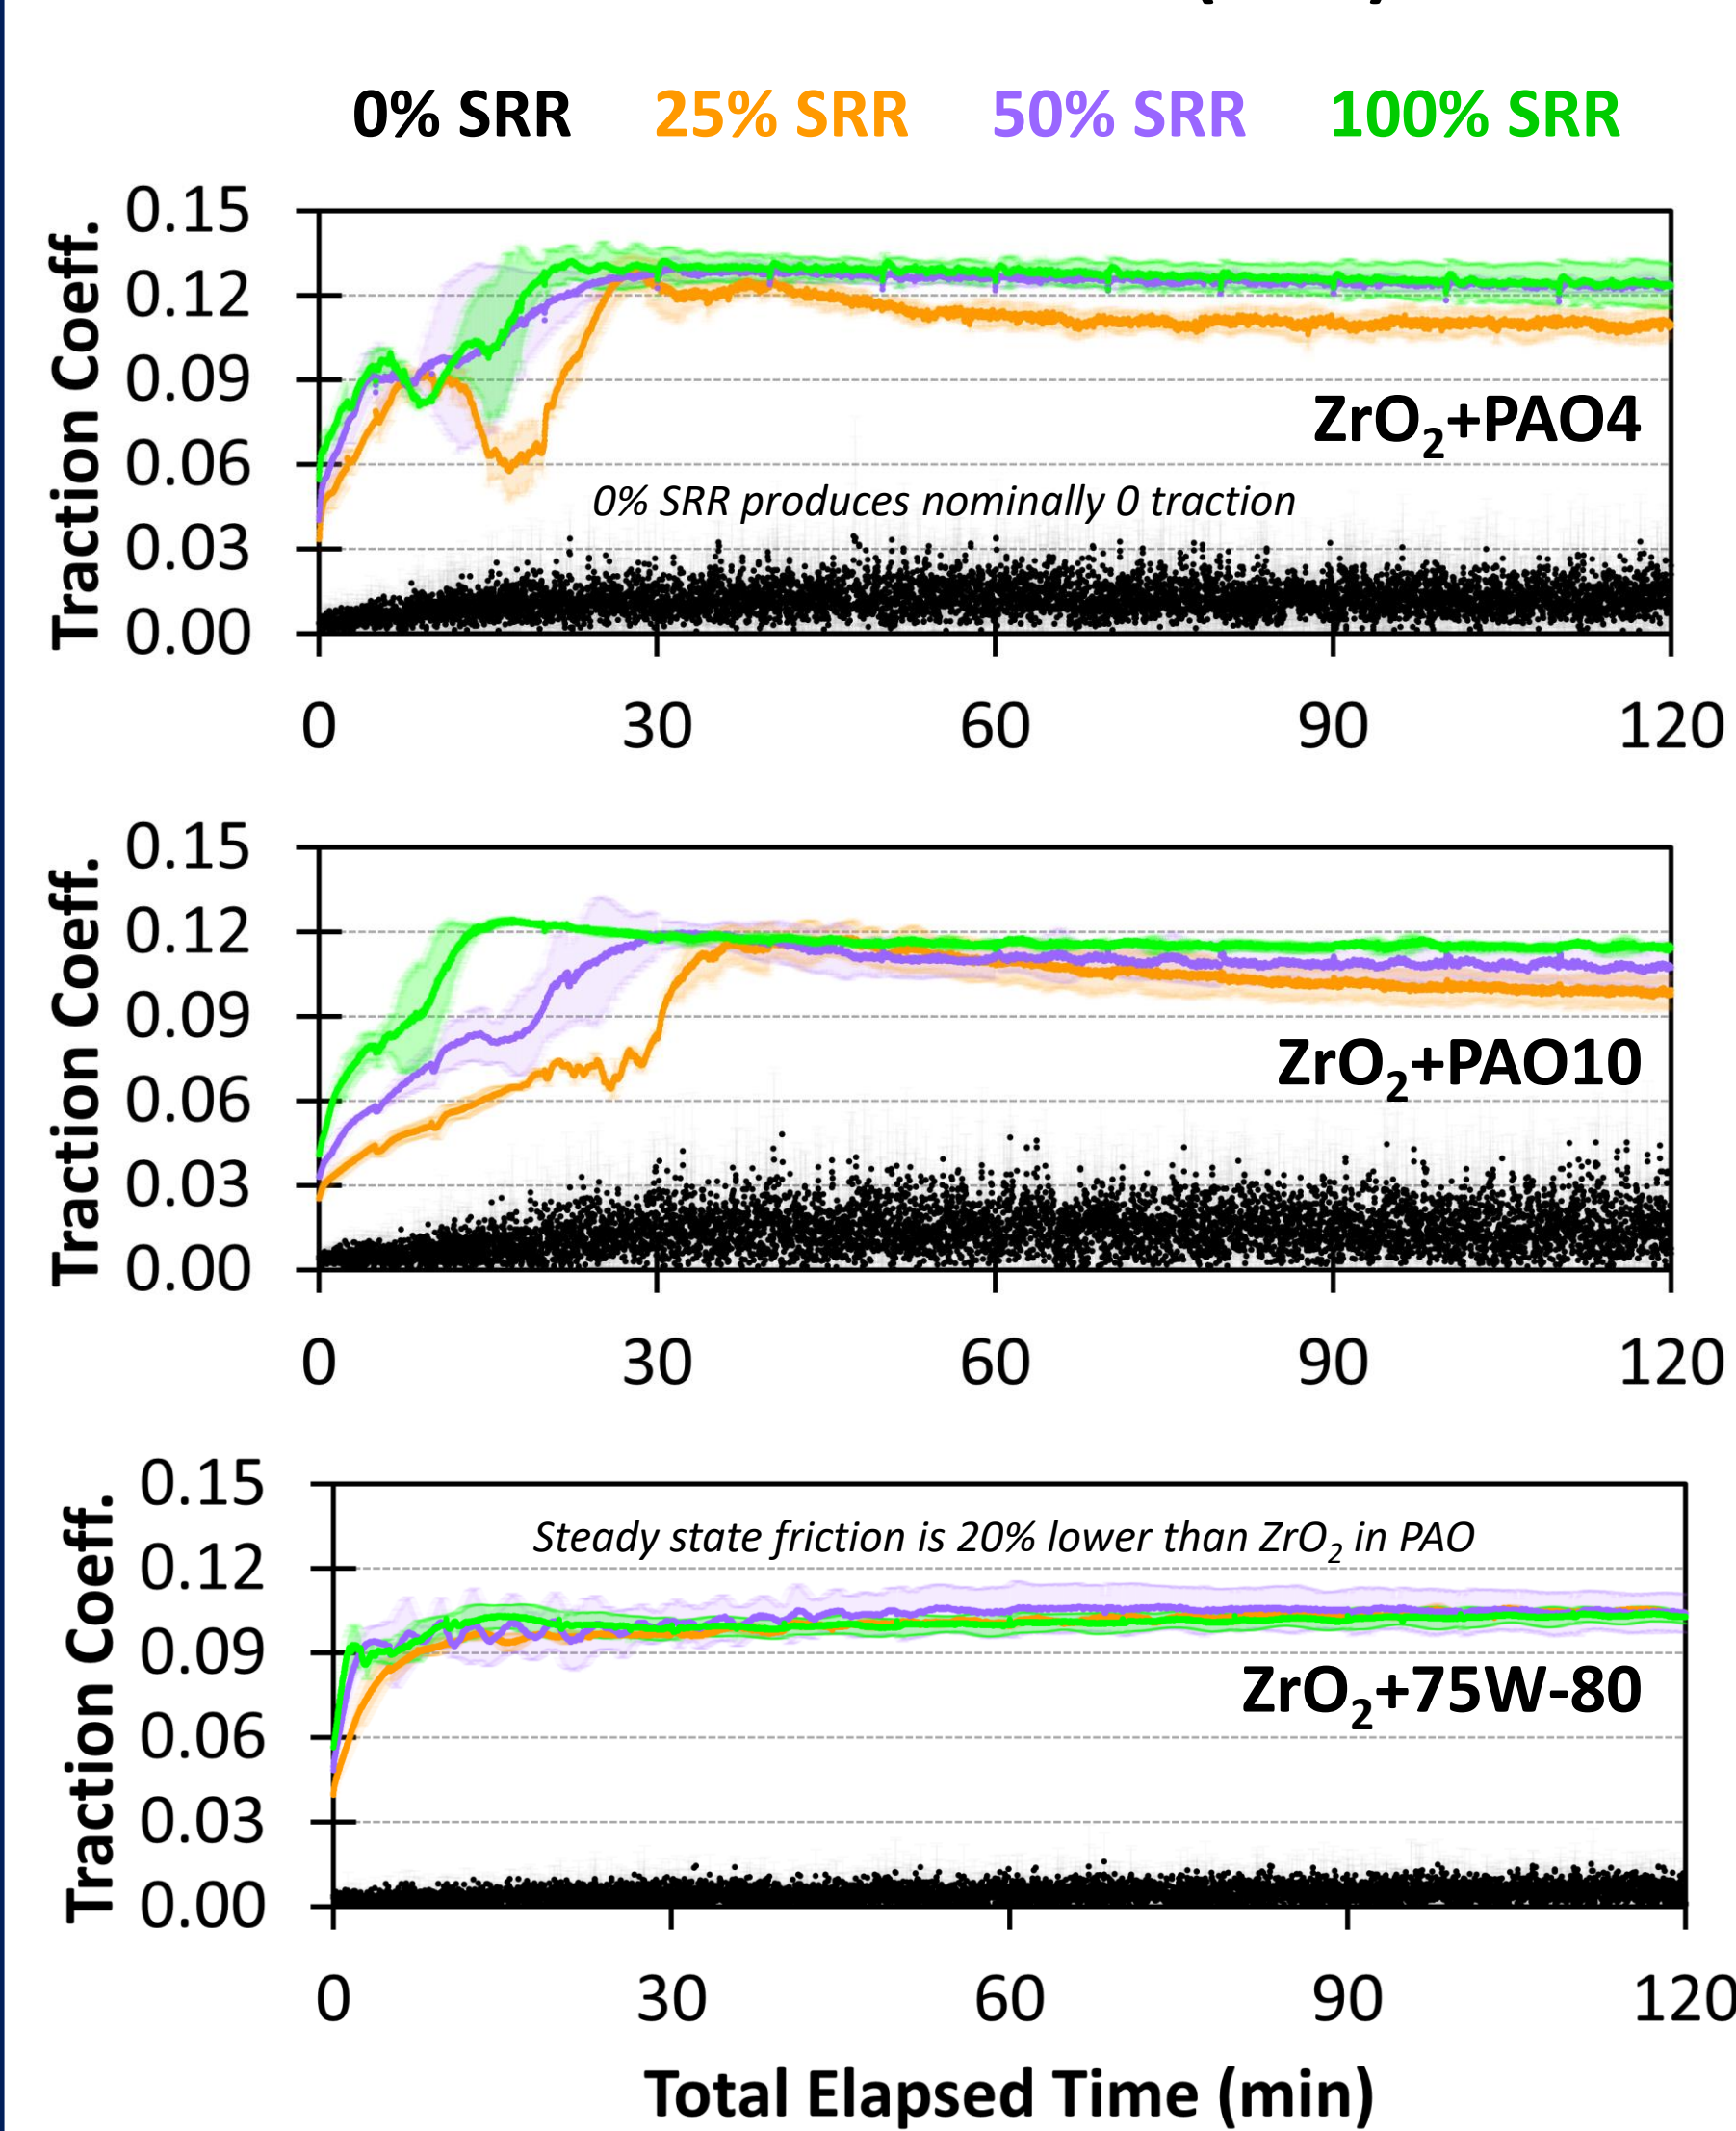 0% SRR 25% SRR 50% SRR 100% SRR
Traction Coeff.
0.15
0.12
0.09
0.06
0.03
0.00
ZrO2+PAO4
0% SRR produces nominally 0 traction
0 30 60 90 120
Traction Coeff.
0.15
0.12
0.09
0.06
0.03
0.00
ZrO2+PAO10
0 30 60 90 120
Traction Coeff.
0.15
0.12
0.09
0.06
0.03
0.00
Steady state friction is 20% lower than ZrO2 in PAO
ZrO2+75W-80
0 30 60 90 120
Total Elapsed Time (min)